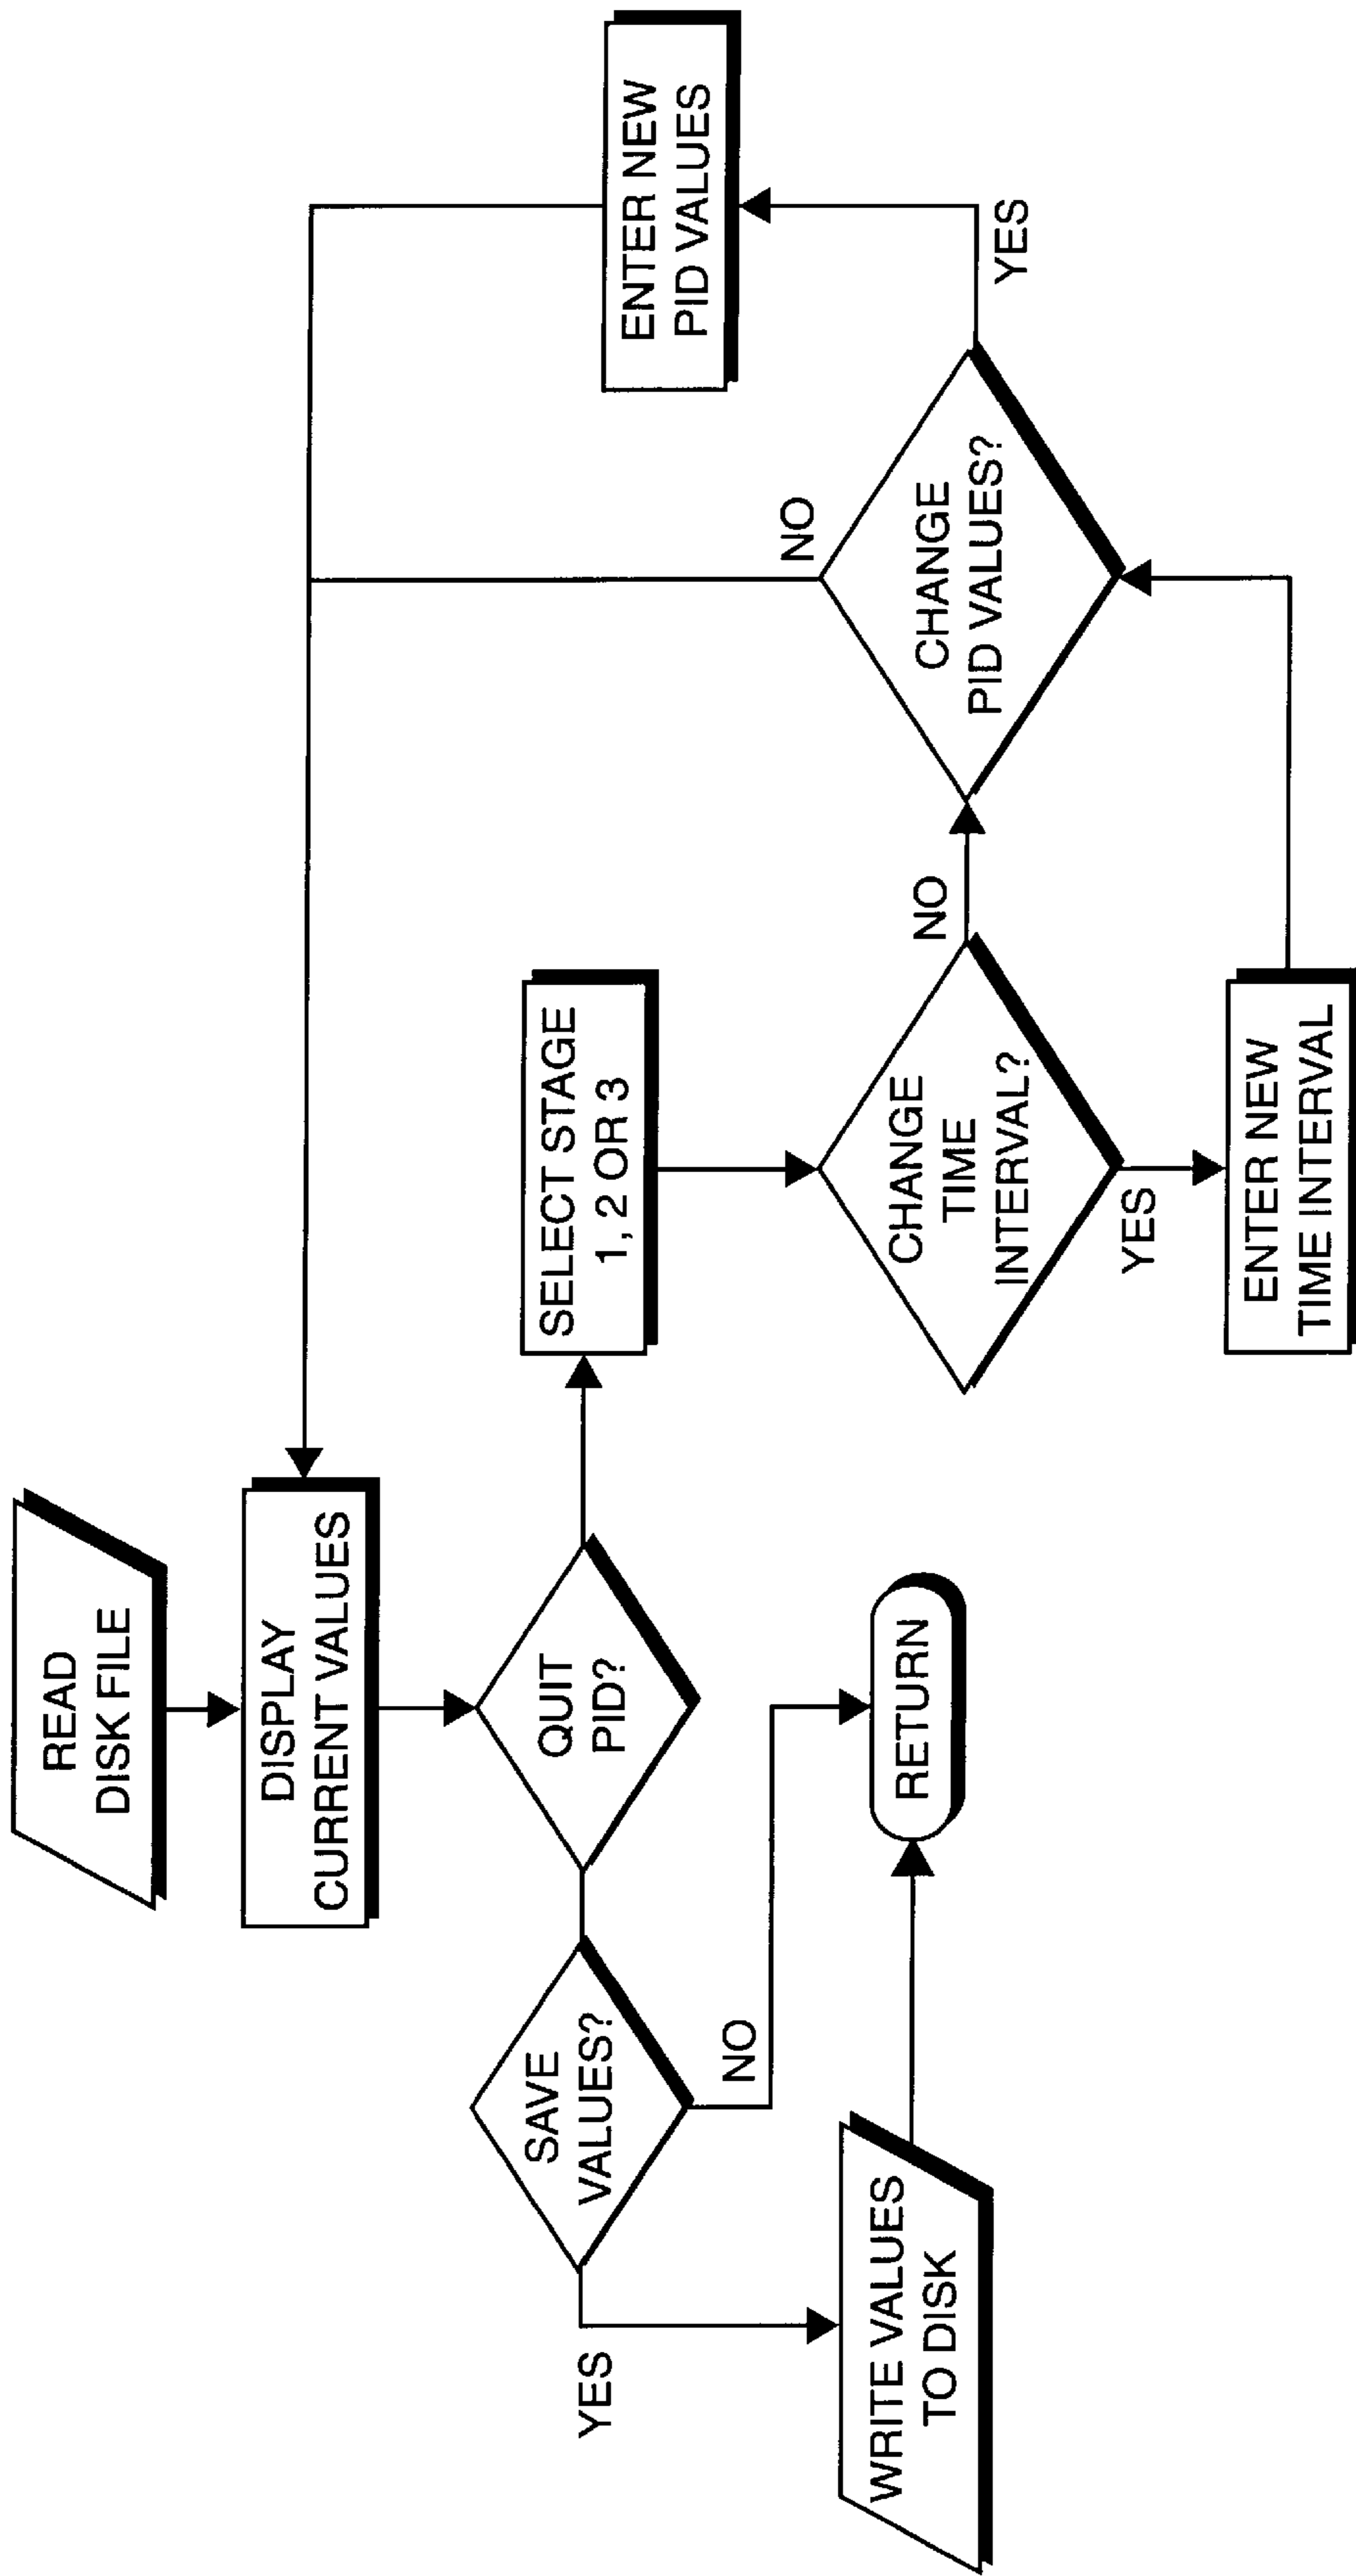 READ
DISK FILE
DISPLAY
CURRENT VALUES
QUIT
PID?
SAVE
VALUES?
YES
NO
WRITE VALUES
TO DISK
RETURN
SELECT STAGE
1, 2 OR 3
CHANGE
TIME
INTERVAL?
NO
YES
ENTER NEW
TIME INTERVAL
CHANGE
PID VALUES?
NO
YES
ENTER NEW
PID VALUES